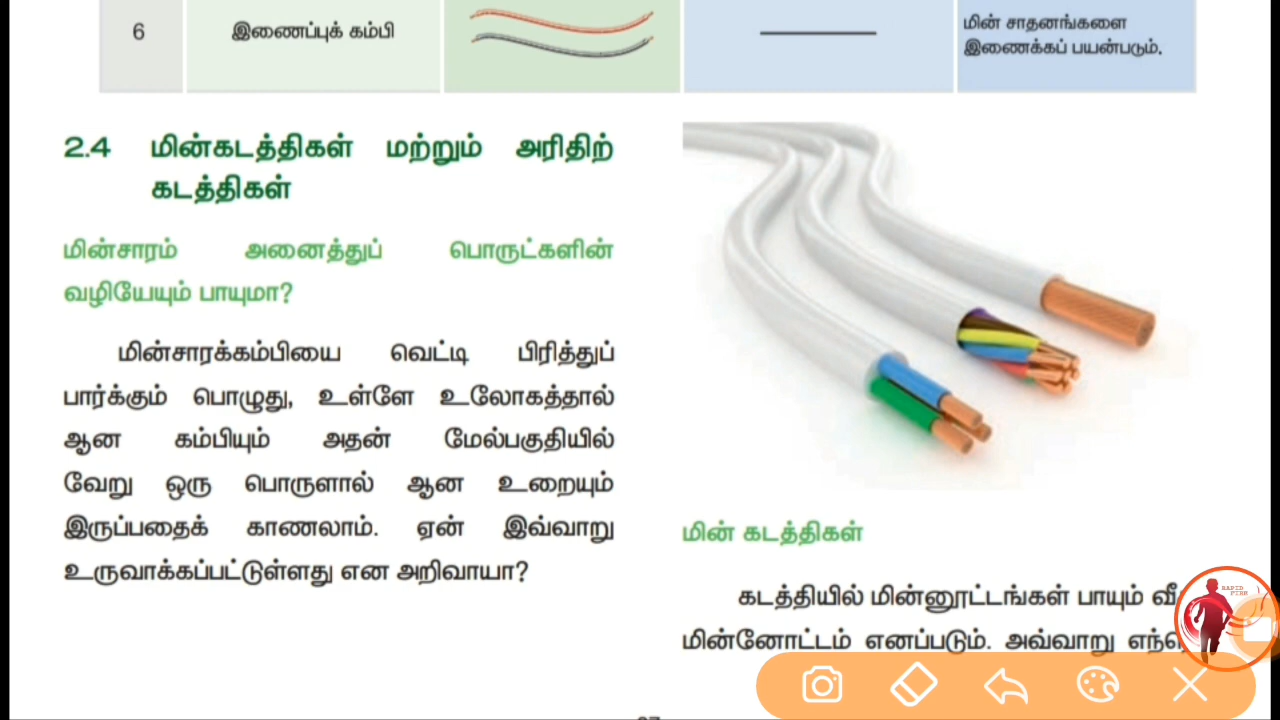 6
இணைப்புக் கம்பி
மின் சாதனங்களை
இணைக்கப் பயன்படும்.
2.4 மின்கடத்திகள் மற்றும் அரிதிற்
கடத்திகள்
மின்சாரம் அனைத்துப் பொருட்களின்
வழியேயும் பாயுமா?
மின்சாரக்கம்பியை வெட்டி பிரித்துப்
பார்க்கும் பொழுது, உள்ளே உலோகத்தால்
ஆன கம்பியும் அதன் மேல்பகுதியில்
வேறு ஒரு பொருளால் ஆன உறையும்
இருப்பதைக் காணலாம். ஏன் இவ்வாறு
உருவாக்கப்பட்டுள்ளது என அறிவாயா?
மின் கடத்திகள்
கடத்தியில் மின்னூட்டங்கள் பாயும்
மின்னோட்டம் எனப்படும். அவ்வாறு
RAPID
FIRE